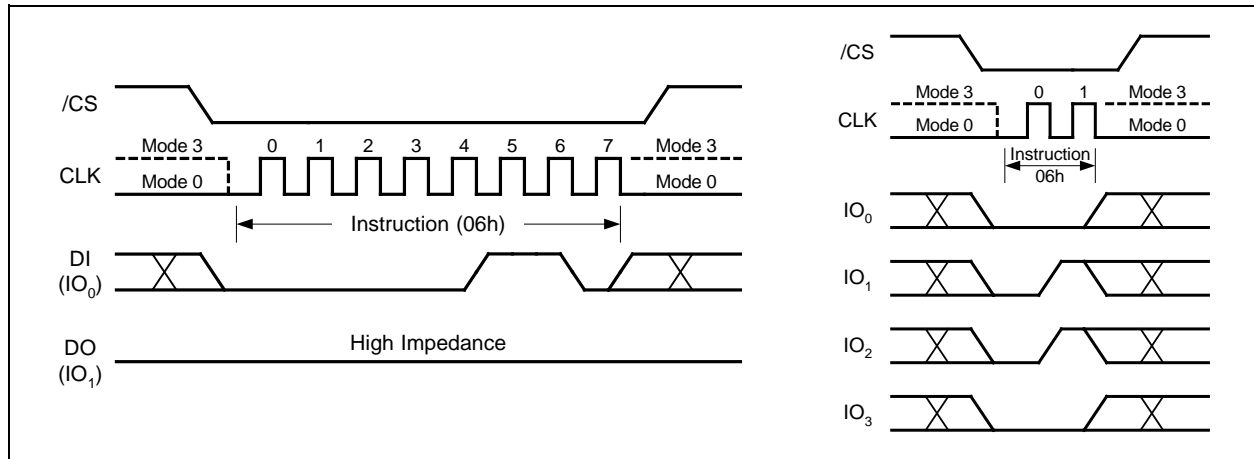 /CS
Mode 3 0 1 2 3 4 5 6 7 Mode 3
CLK Mode 0 Mode 0
Instruction (06h)
DI
(IO0)
DO High Impedance
(IO1)
/CS
Mode 3 0 1 Mode 3
CLK Mode 0 Mode 0
Instruction
06h
IO0
IO1
IO2
IO3